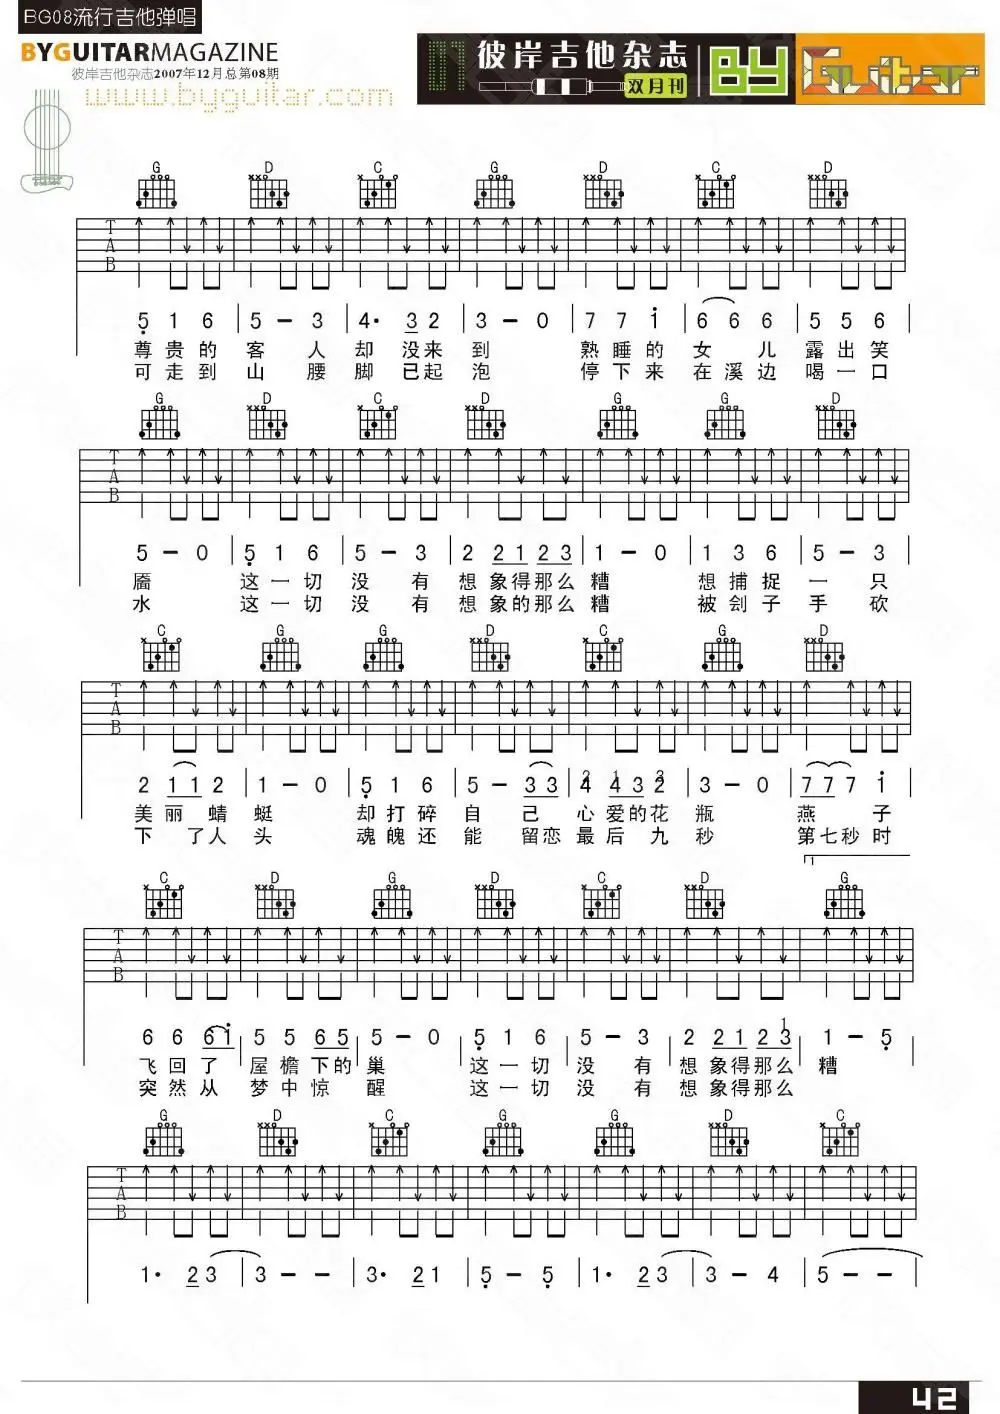 BG08流行吉他弹唱
BYGUITARMAGAZINE
彼岸吉他杂志2007年12月总第08期
www.byguitar.com
01 彼岸吉他杂志 双月刊 BY Guitar
G D C G D C D
T
A
B
5 1 6 | 5 – 3 | 4· 3 2 | 3 – 0 | 7 7 1 | 6 6 6 | 5 5 6 |
尊贵的 客 人 却 没来 到 熟睡的 女 儿 露出笑
可走到 山 腰 脚 已起 泡 停下来 在溪边 喝一口
G D C D G G D
T
A
B
5 – 0 | 5 1 6 | 5 – 3 | 2 2 1 2 3 | 1 – 0 | 1 3 6 | 5 – 3
靥 这一切 没 有 想象得那么 糟 想捕捉 一 只
水 这一切 没 有 想象的那么 糟 被刽子 手 砍
C G G D C G D
T
A
B
2 1 1 2 | 1 – 0 | 5 1 6 | 5 – 3 3 | 4 4 3 | 3 – 0 | 7 7 7 1
2 1 2
美丽蜻 蜓 却打碎 自 己 心爱的花 瓶 燕 子
下 了人 头 魂魄还 能 留恋 最后九 秒 第七秒时
1
C D G D C D G
T
A
B
6 6 6 1 | 5 5 6 5 | 5 – 0 | 5 1 6 | 5 – 3 | 2 2 1 2 3 | 1 – 5
1
飞回了 屋檐下的 巢 这一切 没 有 想象得那么 糟
突然从 梦中惊 醒 这一切 没 有 想象得那么
G D C G G D C
T
A
B
1· 2 3 | 3 – – | 3· 2 1 | 5 – 5 | 1· 2 3 | 3 – 4 | 5 – – |
42